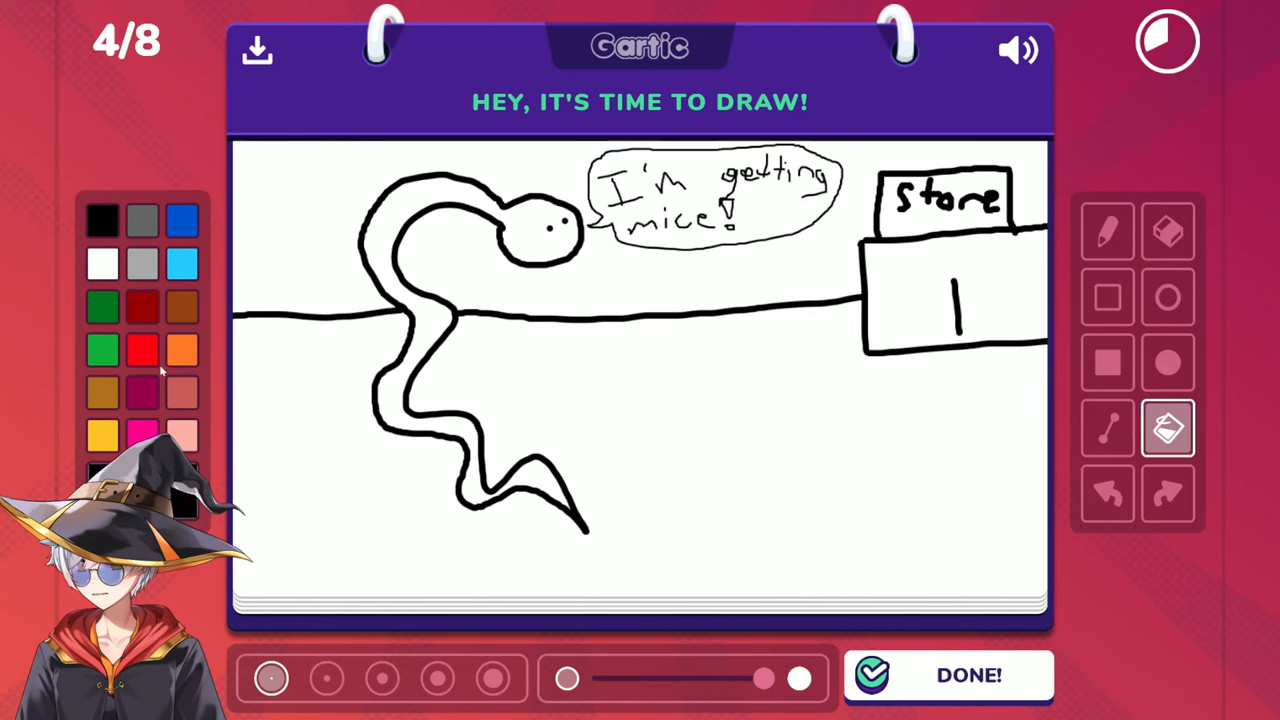 4/8
Gartic
HEY, IT'S TIME TO DRAW!
I'm getting
mice!
store
DONE!